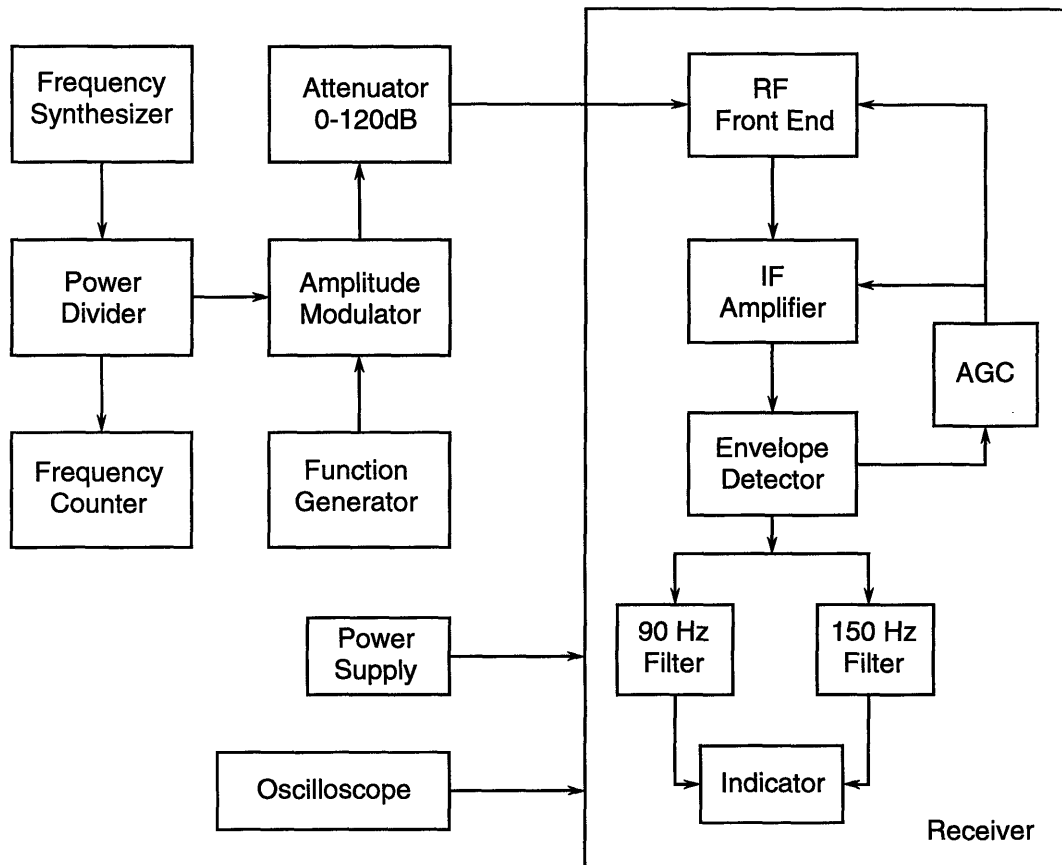 Frequency
Synthesizer
Attenuator
0-120dB
RF
Front End
Power
Divider
Amplitude
Modulator
IF
Amplifier
AGC
Frequency
Counter
Function
Generator
Envelope
Detector
Power
Supply
90 Hz
Filter
150 Hz
Filter
Oscilloscope
Indicator
Receiver